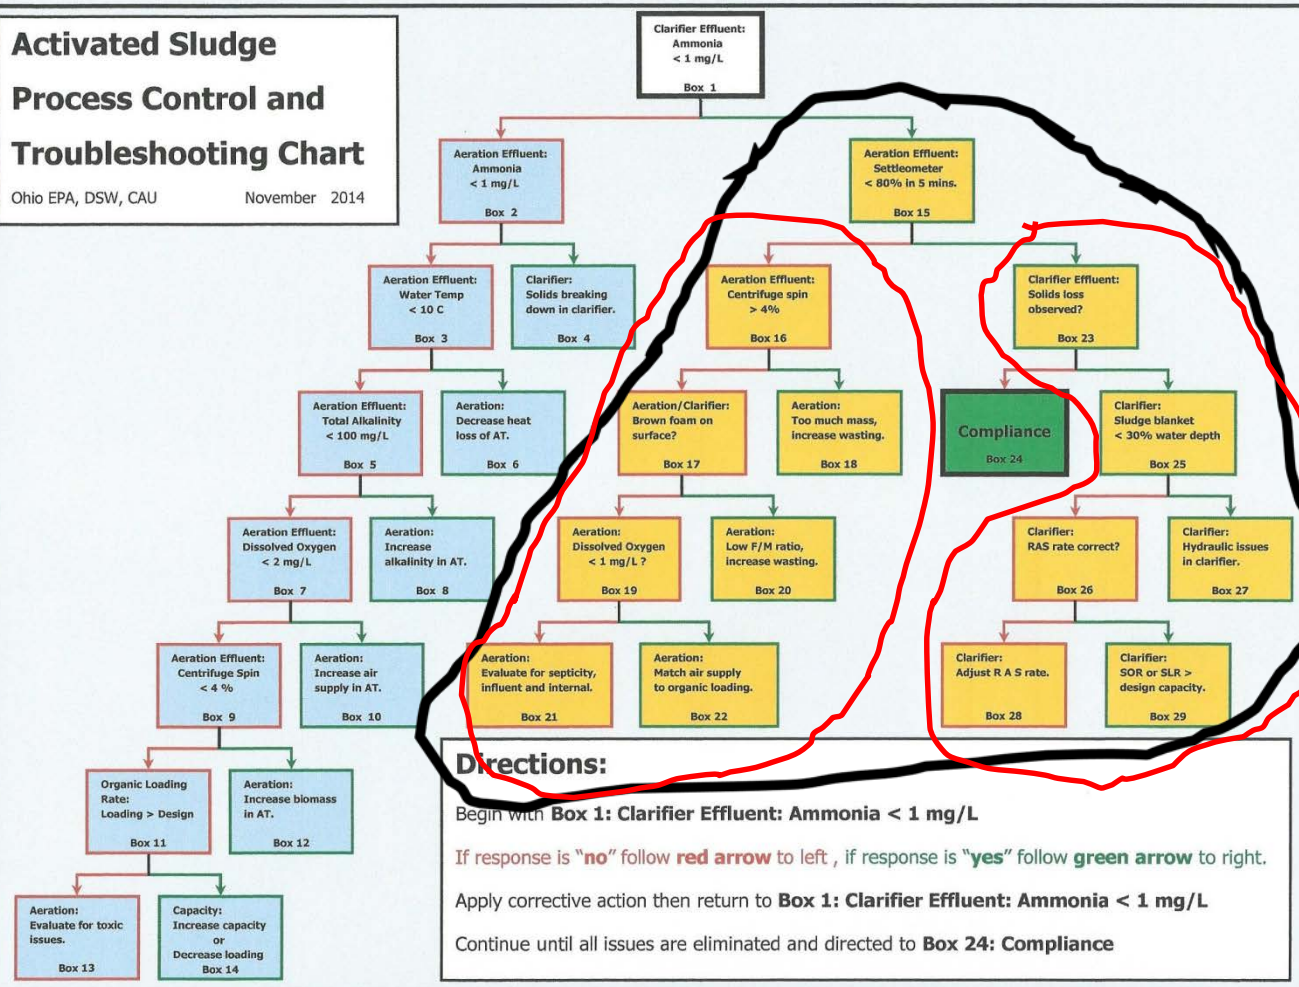 Activated Sludge
Process Control and
Troubleshooting Chart
Ohio EPA, DSW, CAU November 2014
Clarifier Effluent:
Ammonia
< 1 mg/L
Box 1
Aeration Effluent:
Ammonia
< 1 mg/L
Box 2
Aeration Effluent:
Settleometer
< 80% in 5 mins.
Box 15
Aeration Effluent:
Water Temp
< 10 C
Box 3
Clarifier:
Solids breaking
down in clarifier.
Box 4
Aeration Effluent:
Centrifuge spin
> 4%
Box 16
Clarifier Effluent:
Solids loss
observed?
Box 23
Aeration Effluent:
Total Alkalinity
< 100 mg/L
Box 5
Aeration:
Decrease heat
loss of AT.
Box 6
Aeration/Clarifier:
Brown foam on
surface?
Box 17
Aeration:
Too much mass,
increase wasting.
Box 18
Compliance
Box 24
Clarifier:
Sludge blanket
< 30% water depth
Box 25
Aeration Effluent:
Dissolved Oxygen
< 2 mg/L
Box 7
Aeration:
Increase
alkalinity in AT.
Box 8
Aeration:
Dissolved Oxygen
< 1 mg/L ?
Box 19
Aeration:
Low F/M ratio,
increase wasting.
Box 20
Clarifier:
RAS rate correct?
Box 26
Clarifier:
Hydraulic issues
in clarifier.
Box 27
Aeration Effluent:
Centrifuge Spin
< 4 %
Box 9
Aeration:
Increase air
supply in AT.
Box 10
Aeration:
Evaluate for septicity,
influent and internal.
Box 21
Aeration:
Match air supply
to organic loading.
Box 22
Clarifier:
Adjust R A S rate.
Box 28
Clarifier:
SOR or SLR >
design capacity.
Box 29
Organic Loading
Rate:
Loading > Design
Box 11
Aeration:
Increase biomass
in AT.
Box 12
Aeration:
Evaluate for toxic
issues.
Box 13
Capacity:
Increase capacity
or
Decrease loading
Box 14
Directions:
Begin with Box 1: Clarifier Effluent: Ammonia < 1 mg/L
If response is "no" follow red arrow to left , if response is "yes" follow green arrow to right.
Apply corrective action then return to Box 1: Clarifier Effluent: Ammonia < 1 mg/L
Continue until all issues are eliminated and directed to Box 24: Compliance